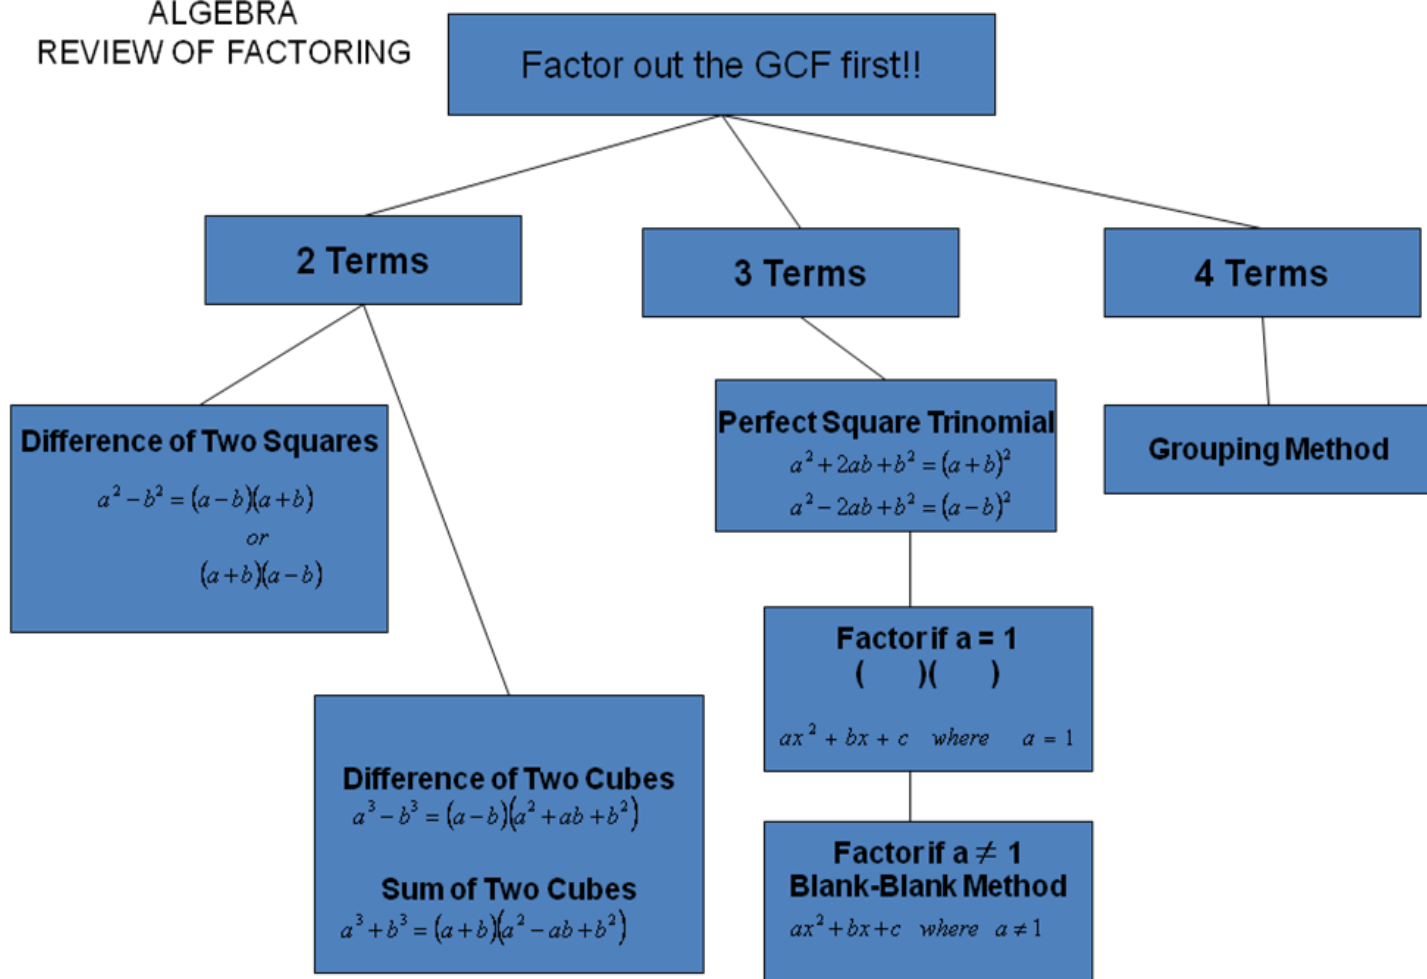 ALGEBRA
REVIEW OF FACTORING
Factor out the GCF first!!
2 Terms
3 Terms
4 Terms
Difference of Two Squares
a² − b² = (a − b)(a + b)
or
(a + b)(a − b)
Difference of Two Cubes
a³ − b³ = (a − b)(a² + ab + b²)
Sum of Two Cubes
a³ + b³ = (a + b)(a² − ab + b²)
Perfect Square Trinomial
a² + 2ab + b² = (a + b)²
a² − 2ab + b² = (a − b)²
Factor if a = 1
(      )(      )
ax² + bx + c where a = 1
Factor if a ≠ 1
Blank-Blank Method
ax² + bx + c where a ≠ 1
Grouping Method